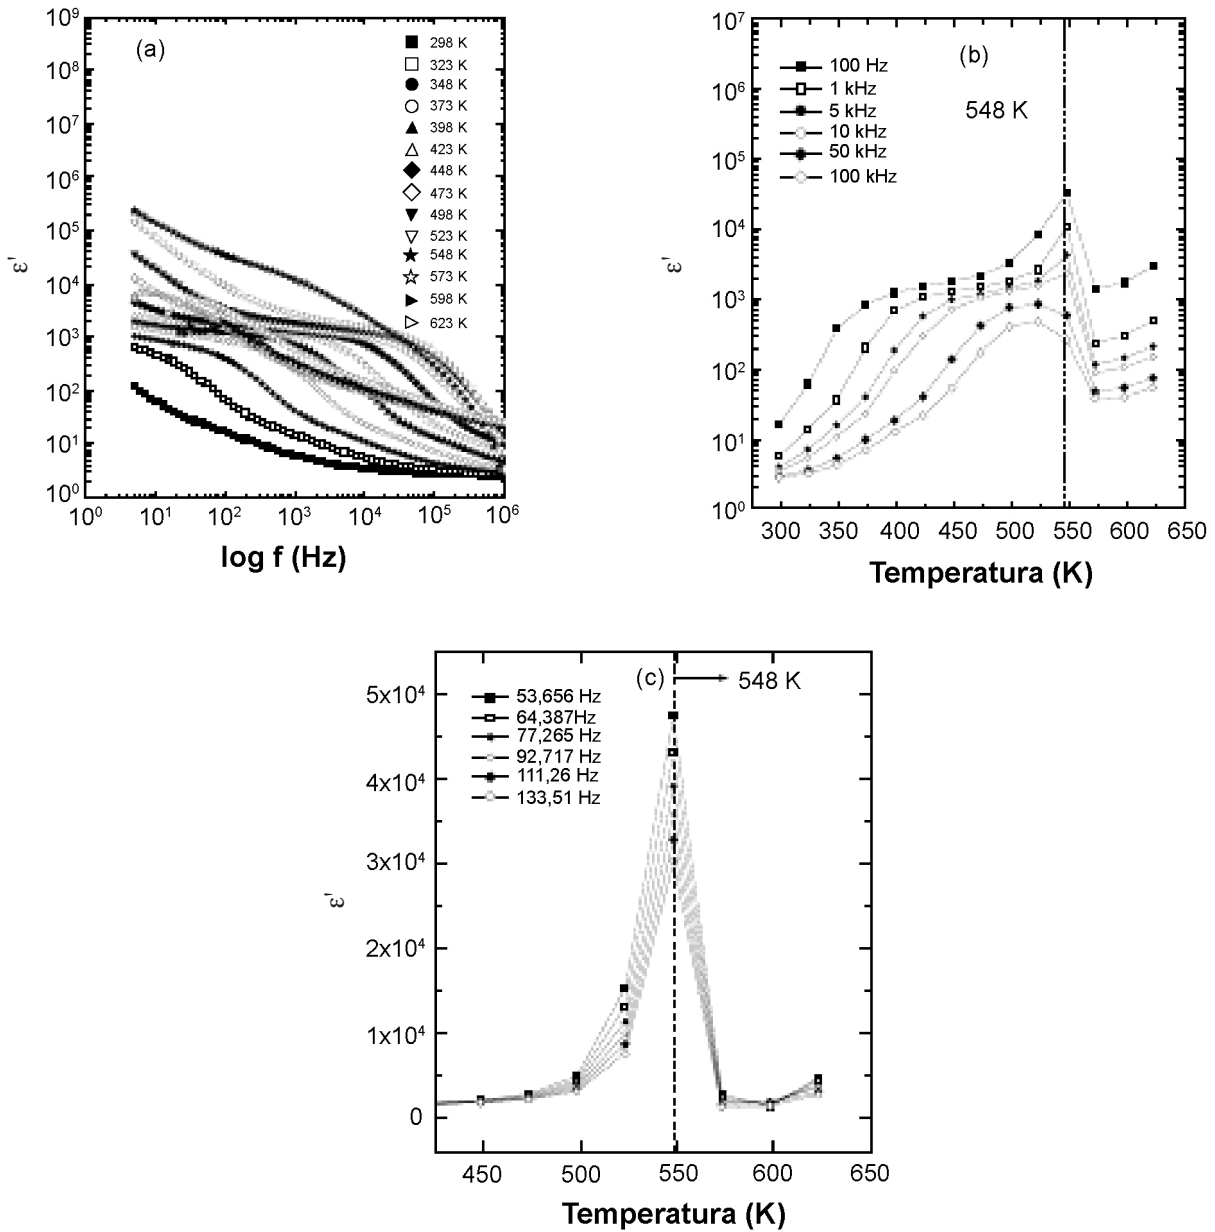 (a)
10⁹
10⁸
10⁷
10⁶
10⁵
10⁴
10³
10²
10¹
10⁰
ε'
298 K
323 K
348 K
373 K
398 K
423 K
448 K
473 K
498 K
523 K
548 K
573 K
598 K
623 K
10⁰ 10¹ 10² 10³ 10⁴ 10⁵ 10⁶
log f (Hz)
(b)
10⁷
10⁶
10⁵
10⁴
10³
10²
10¹
10⁰
ε'
100 Hz
1 kHz
5 kHz
10 kHz
50 kHz
100 kHz
548 K
300 350 400 450 500 550 600 650
Temperatura (K)
(c)
548 K
53,656 Hz
64,387Hz
77,265 Hz
92,717 Hz
111,26 Hz
133,51 Hz
5x10⁴
4x10⁴
3x10⁴
2x10⁴
1x10⁴
0
ε'
450 500 550 600 650
Temperatura (K)